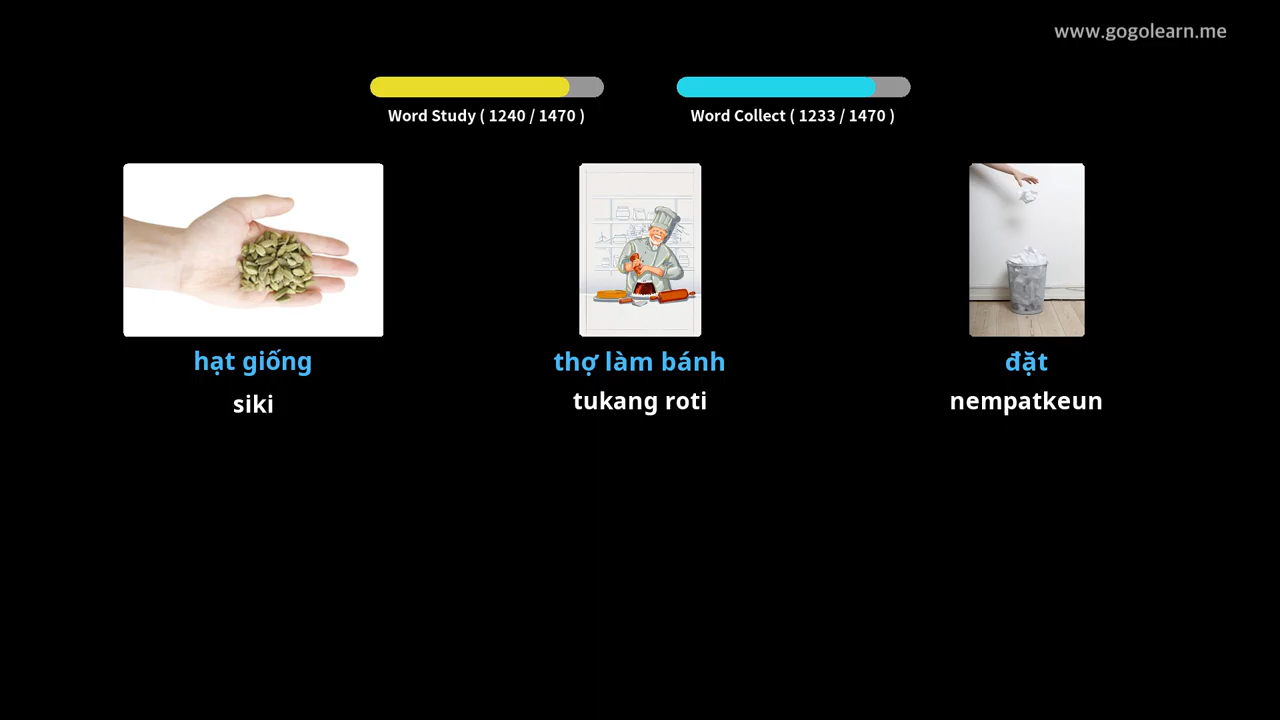 www.gogolearn.me
Word Study ( 1240 / 1470 )
Word Collect ( 1233 / 1470 )
hạt giống
siki
thợ làm bánh
tukang roti
đặt
nempatkeun